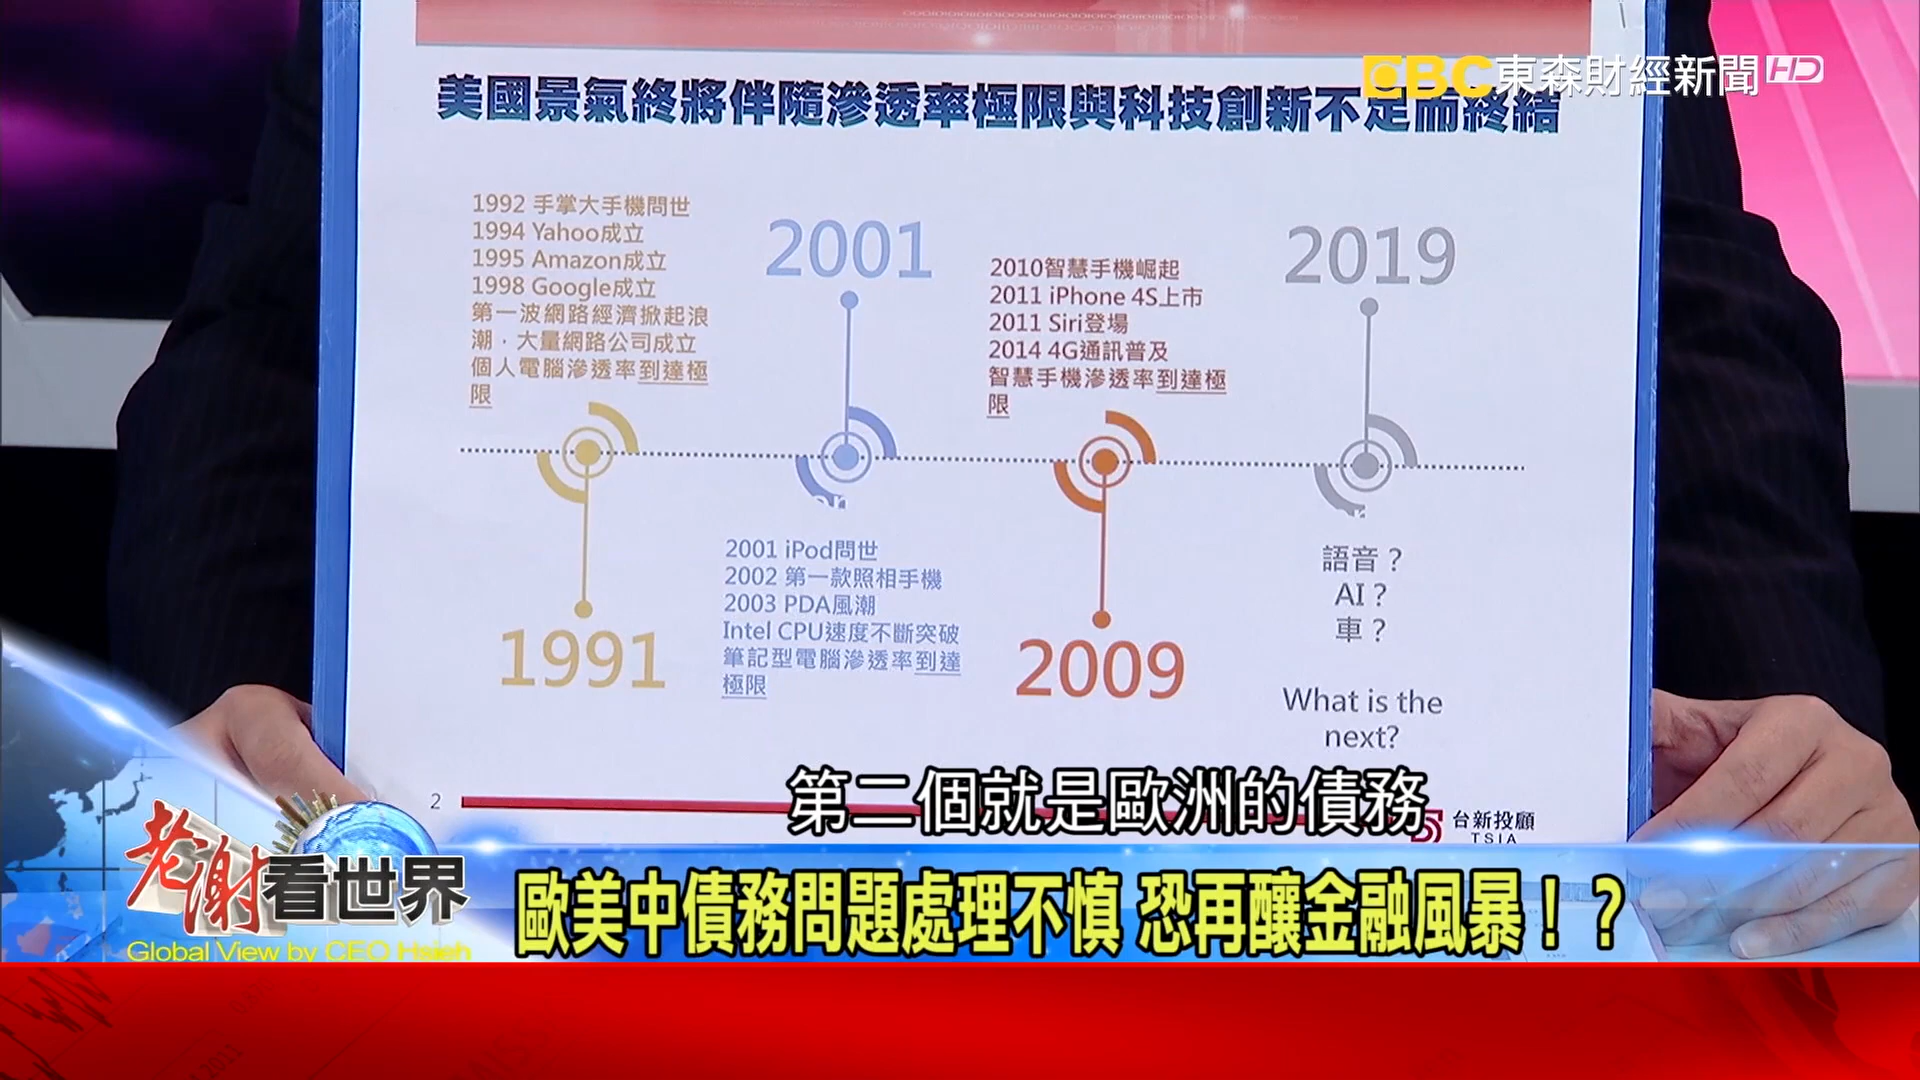 EBC 東森財經新聞 HD
美國景氣終將伴隨滲透率極限與科技創新不足而終結
1992 手掌大手機問世
1994 Yahoo成立
1995 Amazon成立
1998 Google成立
第一波網路經濟掀起浪
潮，大量網路公司成立
個人電腦滲透率到達極
限
1991
2001
2001 iPod問世
2002 第一款照相手機
2003 PDA風潮
Intel CPU速度不斷突破
筆記型電腦滲透率到達
極限
2010智慧手機崛起
2011 iPhone 4S上市
2011 Siri登場
2014 4G通訊普及
智慧手機滲透率到達極
限
2009
2019
語音？
AI？
車？
What is the
next?
2
台新投顧
TSIA
第二個就是歐洲的債務
老謝看世界
Global View by CEO Hsieh
歐美中債務問題處理不慎 恐再釀金融風暴！？